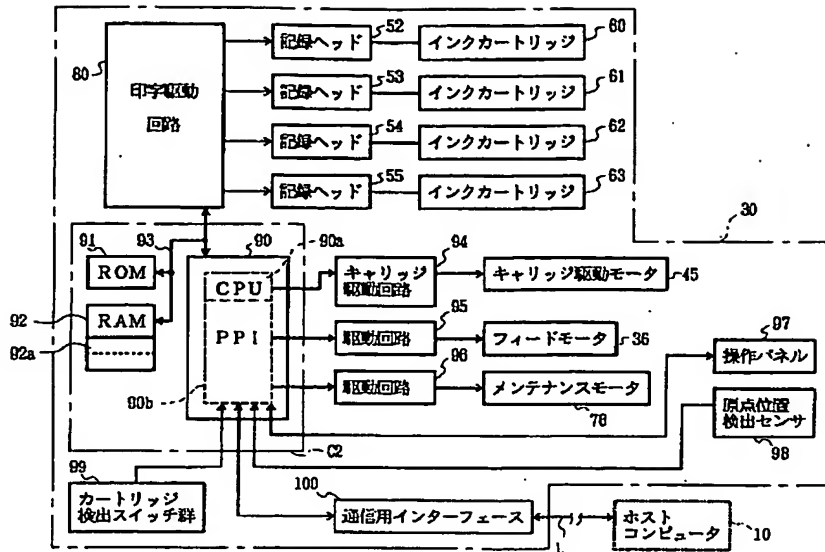 52
60
80
記録ヘッド
インクカートリッジ
印字駆動
回路
53
61
記録ヘッド
インクカートリッジ
54
62
記録ヘッド
インクカートリッジ
55
63
記録ヘッド
インクカートリッジ
30
91
93
90
90a
94
ROM
CPU
キャリッジ
駆動回路
キャリッジ駆動モータ
45
92
RAM
95
97
92a
PPI
駆動回路
フィードモータ
36
操作パネル
96
90b
駆動回路
メンテナンスモータ
原点位置
検出センサ
98
C2
99
カートリッジ
検出スイッチ群
100
通信用インターフェース
ホスト
コンピュータ
10